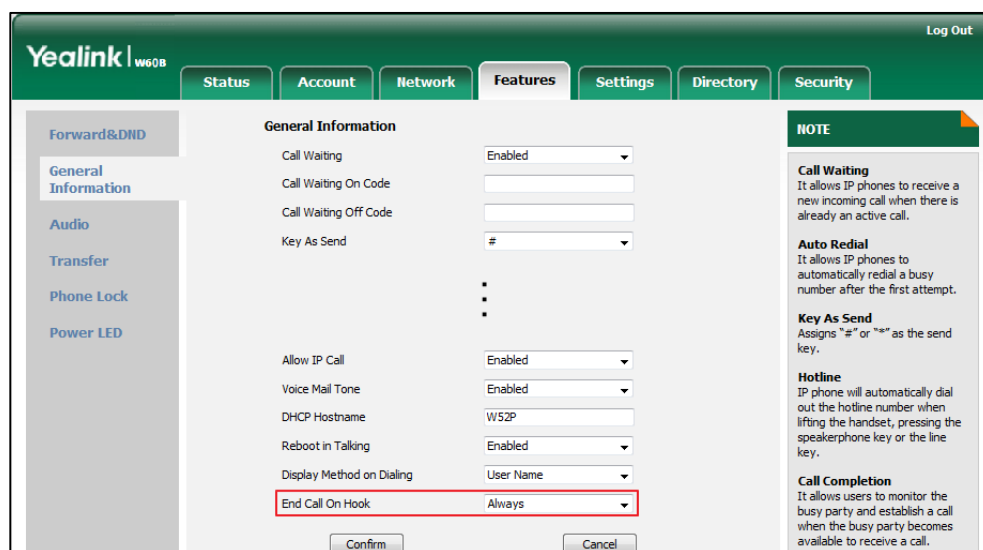 Log Out
Yealink | W60B
Status Account Network Features Settings Directory Security
Forward&DND
General
Information
Audio
Transfer
Phone Lock
Power LED
General Information
Call Waiting Enabled
Call Waiting On Code
Call Waiting Off Code
Key As Send #
Allow IP Call Enabled
Voice Mail Tone Enabled
DHCP Hostname W52P
Reboot in Talking Enabled
Display Method on Dialing User Name
End Call On Hook Always
Confirm Cancel
NOTE
Call Waiting
It allows IP phones to receive a
new incoming call when there is
already an active call.
Auto Redial
It allows IP phones to
automatically redial a busy
number after the first attempt.
Key As Send
Assigns "#" or "*" as the send
key.
Hotline
IP phone will automatically dial
out the hotline number when
lifting the handset, pressing the
speakerphone key or the line
key.
Call Completion
It allows users to monitor the
busy party and establish a call
when the busy party becomes
available to receive a call.